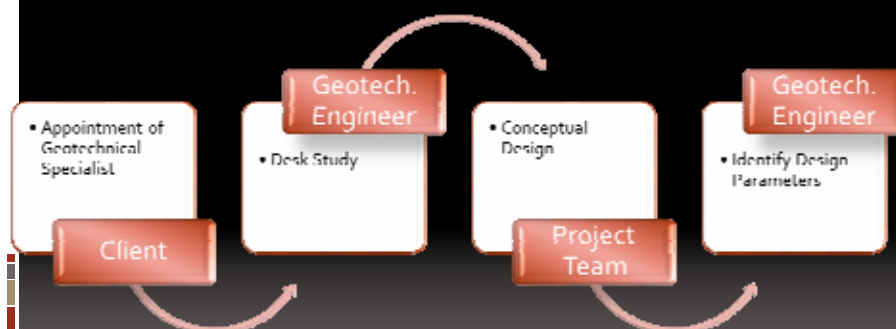 • Appointment of
Geotechnical
Specialist
Client
Geotech.
Engineer
• Desk Study
• Conceptual
Design
Project
Team
Geotech.
Engineer
• Identify Design
Parameters